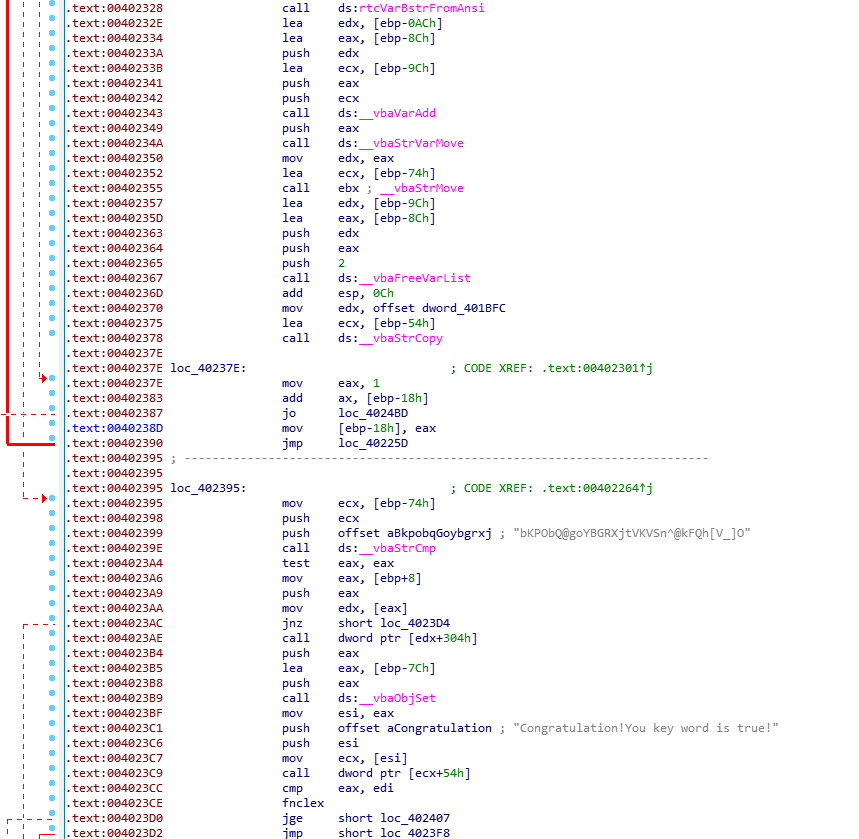 .text:00402328 call ds:rtcVarBstrFromAnsi
.text:0040232E lea edx, [ebp-0ACh]
.text:00402334 lea eax, [ebp-8Ch]
.text:0040233A push edx
.text:0040233B lea ecx, [ebp-9Ch]
.text:00402341 push eax
.text:00402342 push ecx
.text:00402343 call ds:__vbaVarAdd
.text:00402349 push eax
.text:0040234A call ds:__vbaStrVarMove
.text:00402350 mov edx, eax
.text:00402352 lea ecx, [ebp-74h]
.text:00402355 call ebx ; __vbaStrMove
.text:00402357 lea edx, [ebp-9Ch]
.text:0040235D lea eax, [ebp-8Ch]
.text:00402363 push edx
.text:00402364 push eax
.text:00402365 push 2
.text:00402367 call ds:__vbaFreeVarList
.text:0040236D add esp, 0Ch
.text:00402370 mov edx, offset dword_401BFC
.text:00402375 lea ecx, [ebp-54h]
.text:00402378 call ds:__vbaStrCopy
.text:0040237E
.text:0040237E loc_40237E: ; CODE XREF: .text:00402301↑j
.text:0040237E mov eax, 1
.text:00402383 add ax, [ebp-18h]
.text:00402387 jo loc_4024BD
.text:0040238D mov [ebp-18h], eax
.text:00402390 jmp loc_40225D
.text:00402395 ; ---------------------------------------------------------------------------
.text:00402395
.text:00402395 loc_402395: ; CODE XREF: .text:00402264↑j
.text:00402395 mov ecx, [ebp-74h]
.text:00402398 push ecx
.text:00402399 push offset aBkpobqGoybgrxj ; "bKPObQ@goYBGRXjtVKVSn^@kFQh[V_]O"
.text:0040239E call ds:__vbaStrCmp
.text:004023A4 test eax, eax
.text:004023A6 mov eax, [ebp+8]
.text:004023A9 push eax
.text:004023AA mov edx, [eax]
.text:004023AC jnz short loc_4023D4
.text:004023AE call dword ptr [edx+304h]
.text:004023B4 push eax
.text:004023B5 lea eax, [ebp-7Ch]
.text:004023B8 push eax
.text:004023B9 call ds:__vbaObjSet
.text:004023BF mov esi, eax
.text:004023C1 push offset aCongratulation ; "Congratulation!You key word is true!"
.text:004023C6 push esi
.text:004023C7 mov ecx, [esi]
.text:004023C9 call dword ptr [ecx+54h]
.text:004023CC cmp eax, edi
.text:004023CE fnclex
.text:004023D0 jge short loc_402407
.text:004023D2 jmp short loc_4023F8